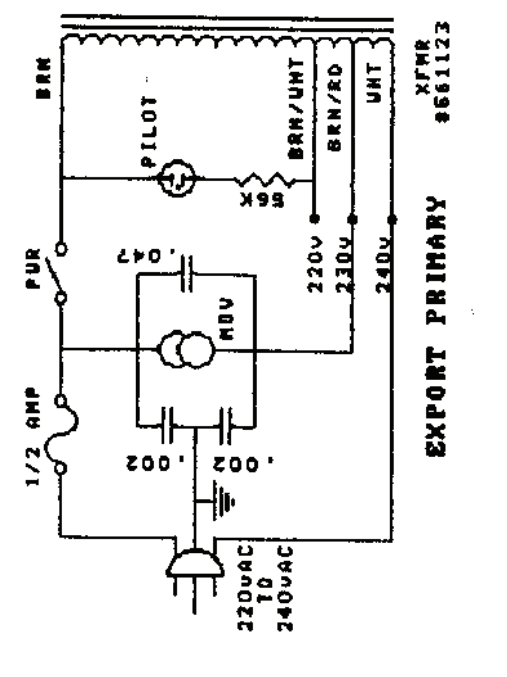 1/2 AMP
PWR
BRN
PILOT
56K
.047
MOV
.002
.002
BRN/WHT
BRN/RD
WHT
220v
230v
240v
220vAC
TO
240vAC
XFMR
#661123
EXPORT PRIMARY